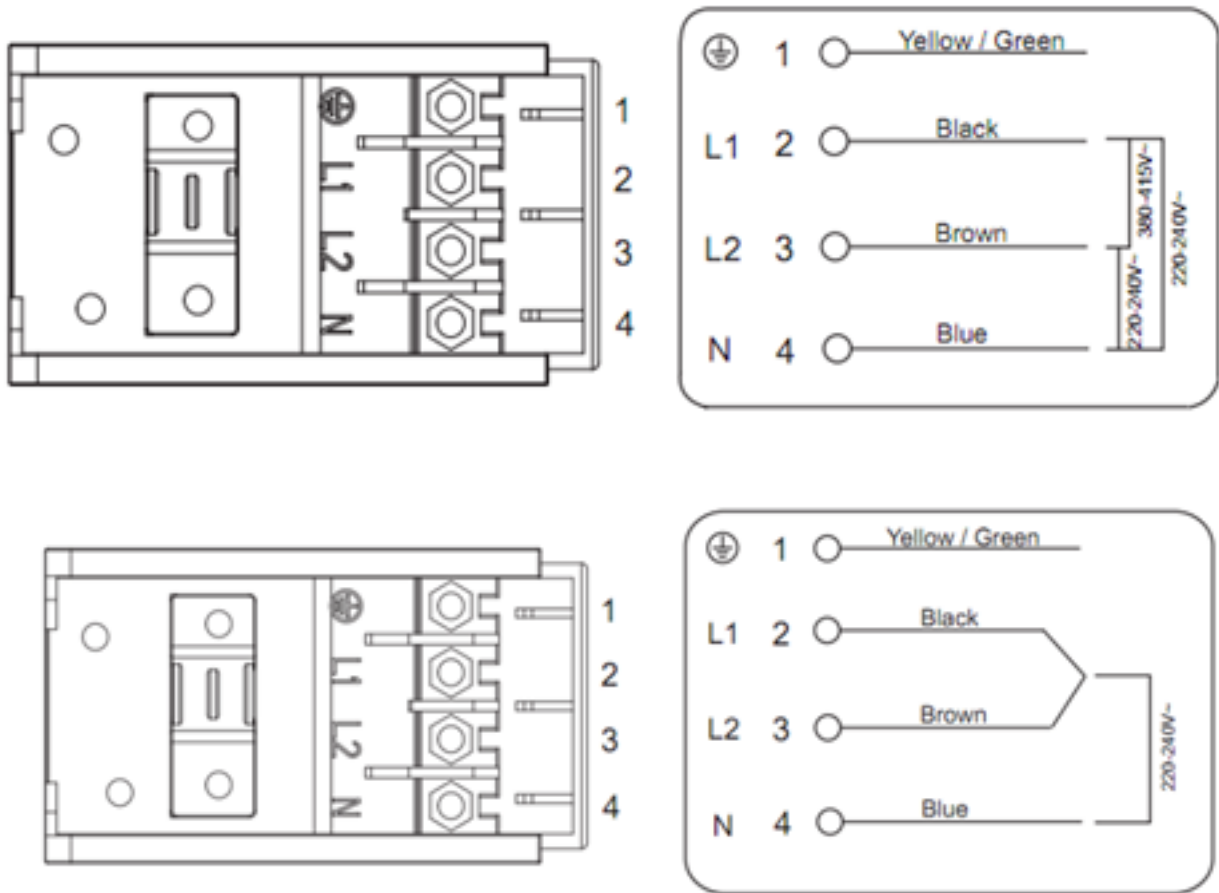 L1
L2
N
1
2
3
4
1 Yellow / Green
L1 2 Black
L2 3 Brown
N 4 Blue
220-240V~
380-415V~
220-240V~
L1
L2
N
1
2
3
4
1 Yellow / Green
L1 2 Black
L2 3 Brown
N 4 Blue
220-240V~